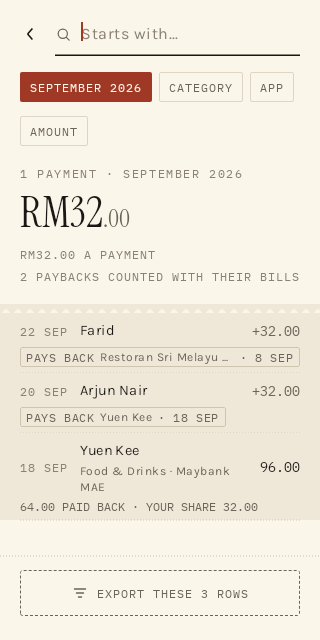 Starts with…
SEPTEMBER 2026
CATEGORY
APP
AMOUNT
1 PAYMENT · SEPTEMBER 2026
RM32.00
RM32.00 A PAYMENT
2 PAYBACKS COUNTED WITH THEIR BILLS
22 SEP Farid +32.00
PAYS BACK Restoran Sri Melayu … · 8 SEP
20 SEP Arjun Nair +32.00
PAYS BACK Yuen Kee · 18 SEP
Yuen Kee
18 SEP Food & Drinks · Maybank 96.00
MAE
64.00 PAID BACK · YOUR SHARE 32.00
EXPORT THESE 3 ROWS